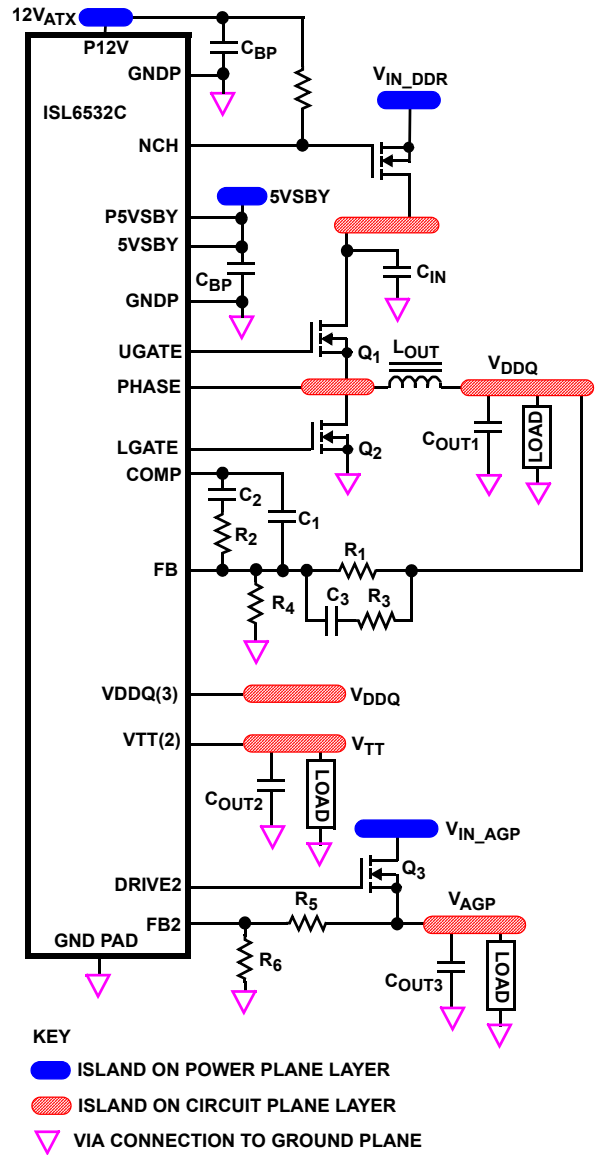 12VATX
P12V
CBP
GNDP
VIN_DDR
ISL6532C
NCH
5VSBY
P5VSBY
5VSBY
CBP
CIN
GNDP
Q1
LOUT
UGATE
VDDQ
PHASE
COUT1
LOAD
LGATE
Q2
COMP
C2
C1
R2
R1
FB
C3
R3
R4
VDDQ(3)
VDDQ
VTT(2)
VTT
COUT2
LOAD
VIN_AGP
Q3
DRIVE2
R5
VAGP
FB2
GND PAD
R6
COUT3
LOAD
KEY
ISLAND ON POWER PLANE LAYER
ISLAND ON CIRCUIT PLANE LAYER
VIA CONNECTION TO GROUND PLANE